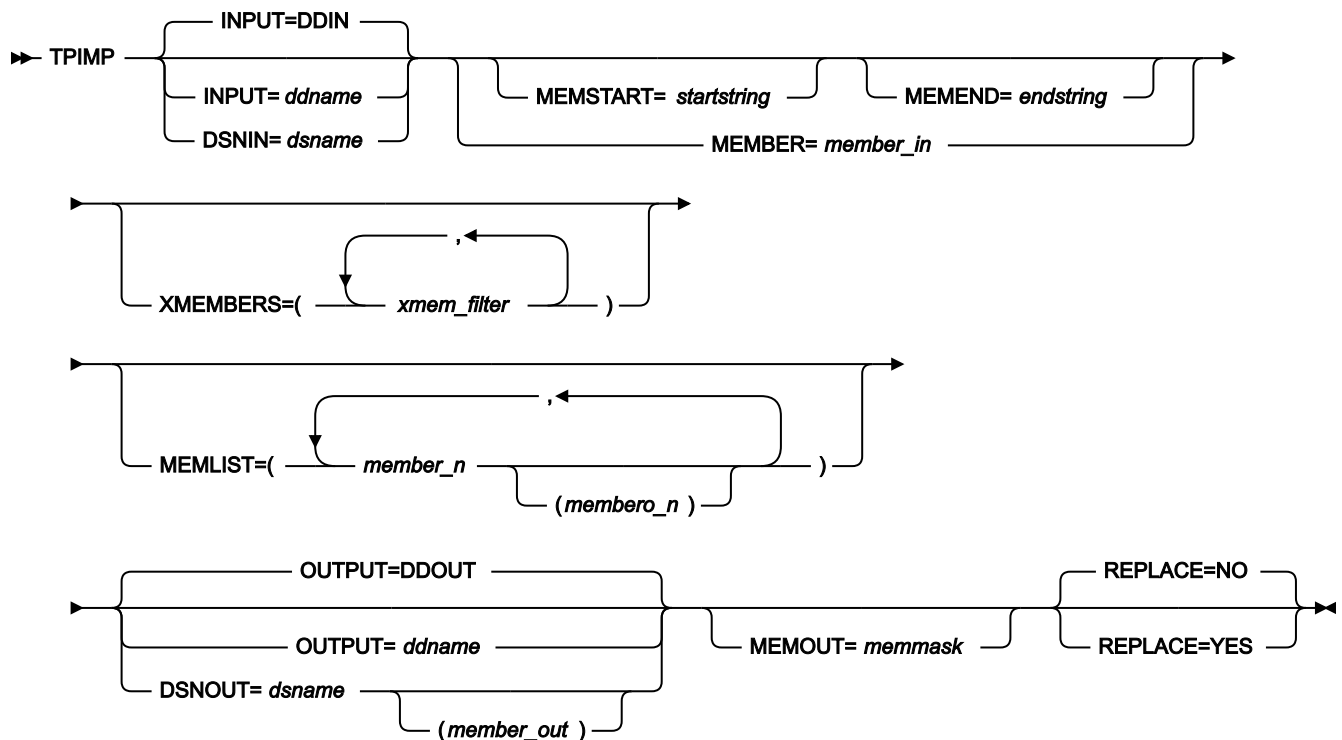 INPUT=DDIN
TPIMP
INPUT= ddname
MEMSTART= startstring
MEMEND= endstring
DSNIN= dsname
MEMBER= member_in
,
XMEMBERS=( xmem_filter )
,
MEMLIST=( member_n )
(membero_n )
OUTPUT=DDOUT
REPLACE=NO
OUTPUT= ddname
MEMOUT= memmask
REPLACE=YES
DSNOUT= dsname
(member_out )